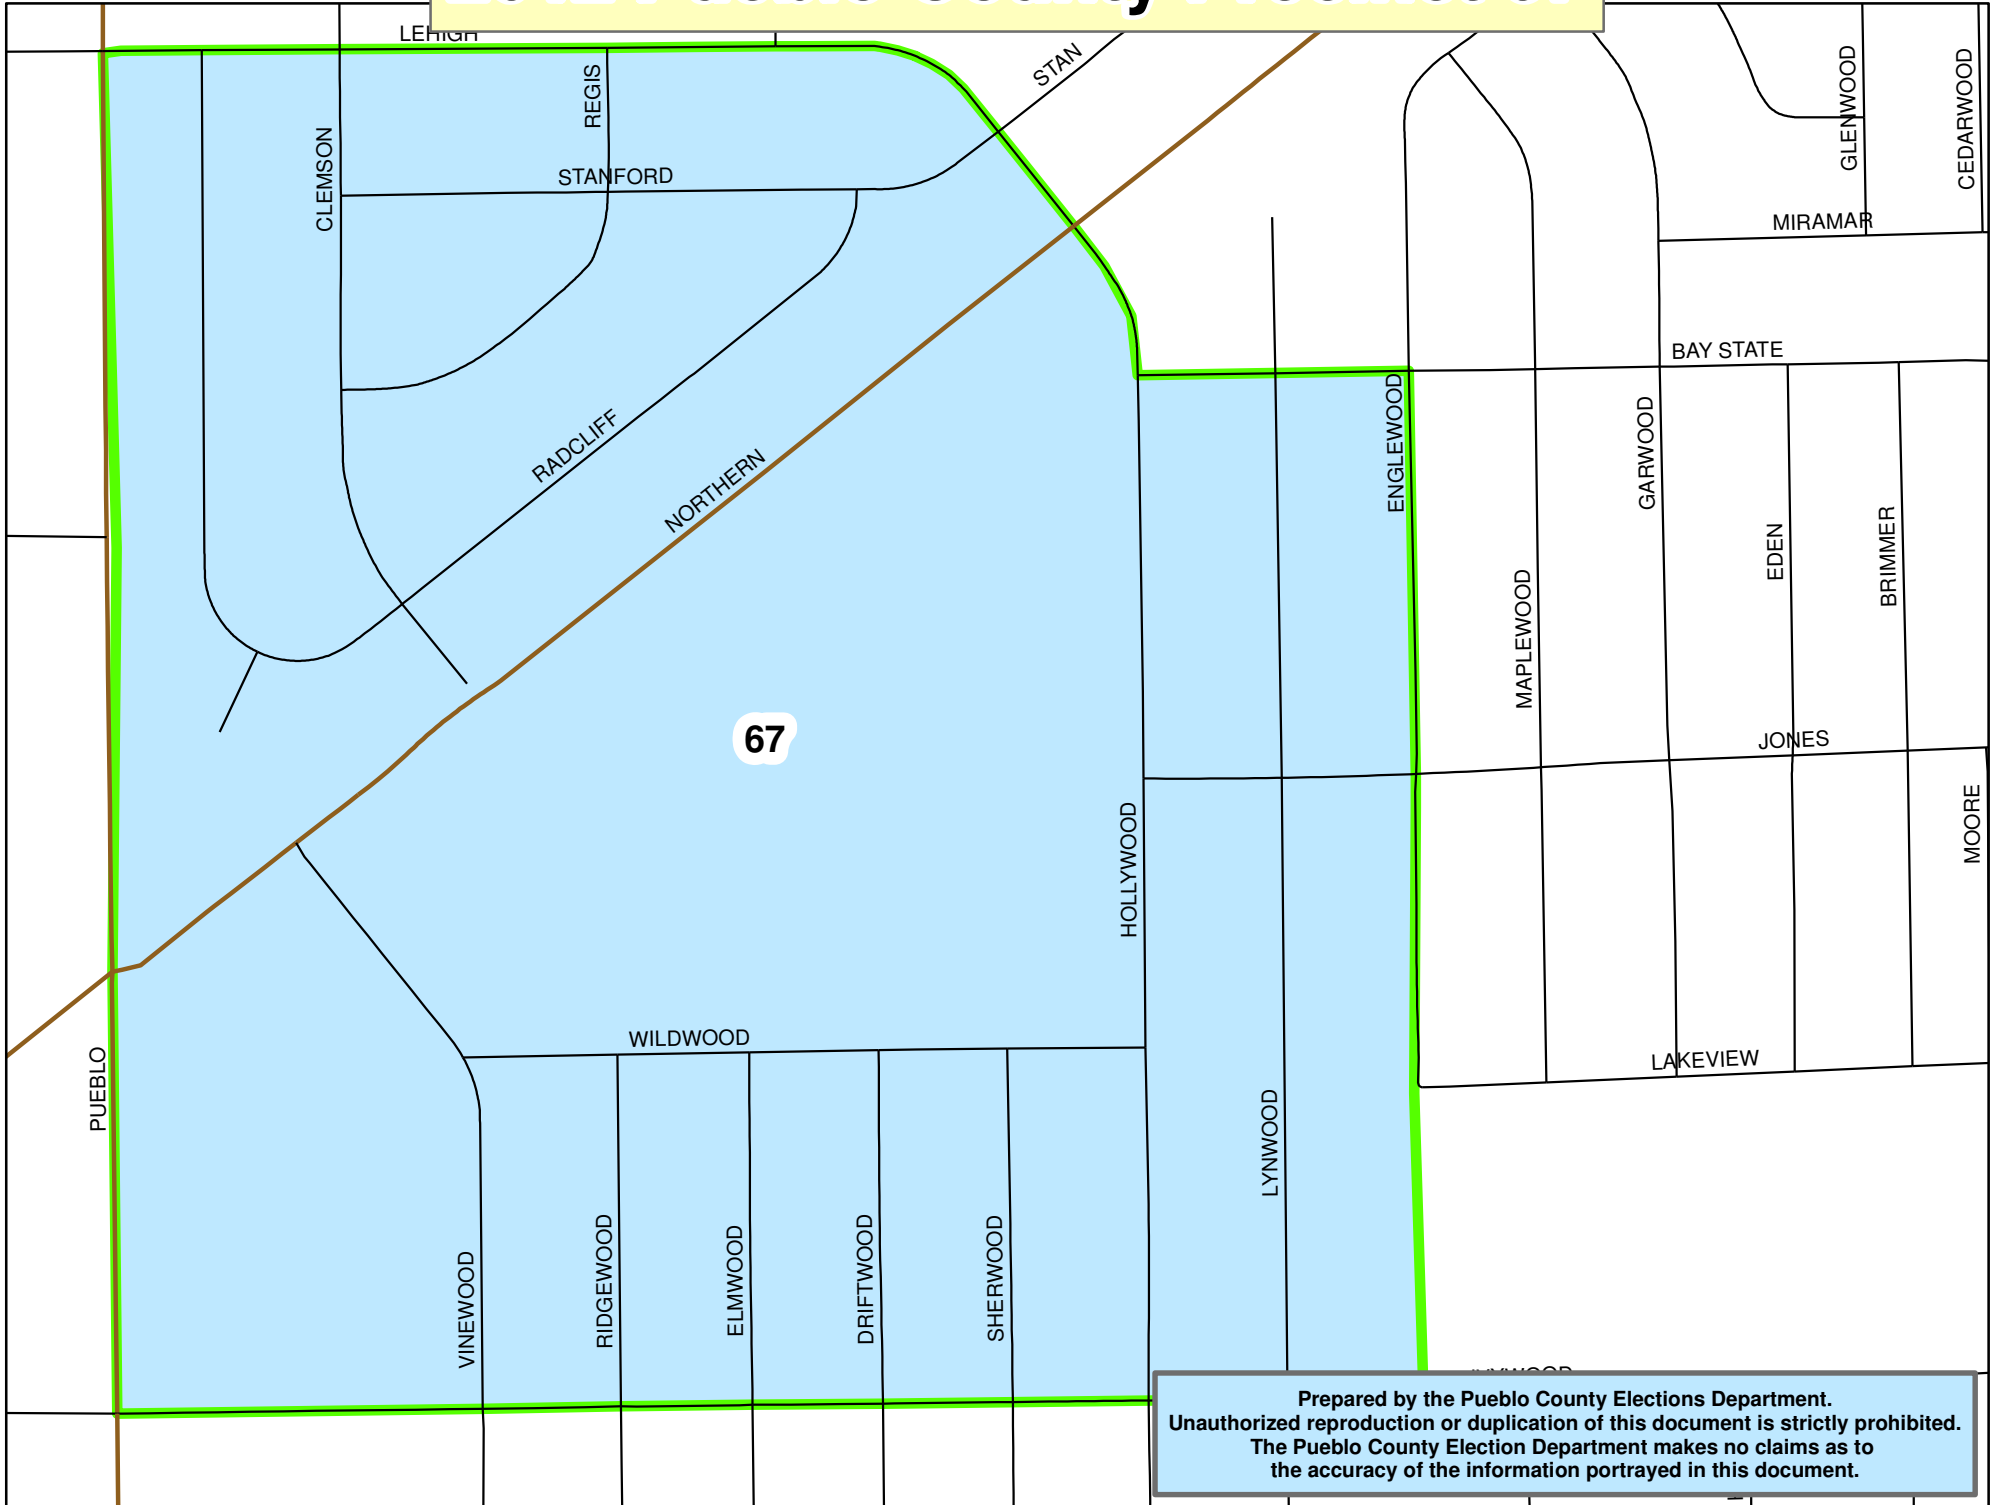 LEHIGH
STAN
REGIS
CLEMSON
STANFORD
GLENWOOD
CEDARWOOD
MIRAMAR
BAY STATE
ENGLEWOOD
GARWOOD
RADCLIFF
NORTHERN
EDEN
BRIMMER
MAPLEWOOD
67
JONES
MOORE
HOLLYWOOD
WILDWOOD
LAKEVIEW
PUEBLO
LYNWOOD
VINEWOOD
RIDGEWOOD
ELMWOOD
DRIFTWOOD
SHERWOOD
Prepared by the Pueblo County Elections Department.
Unauthorized reproduction or duplication of this document is strictly prohibited.
The Pueblo County Election Department makes no claims as to
the accuracy of the information portrayed in this document.